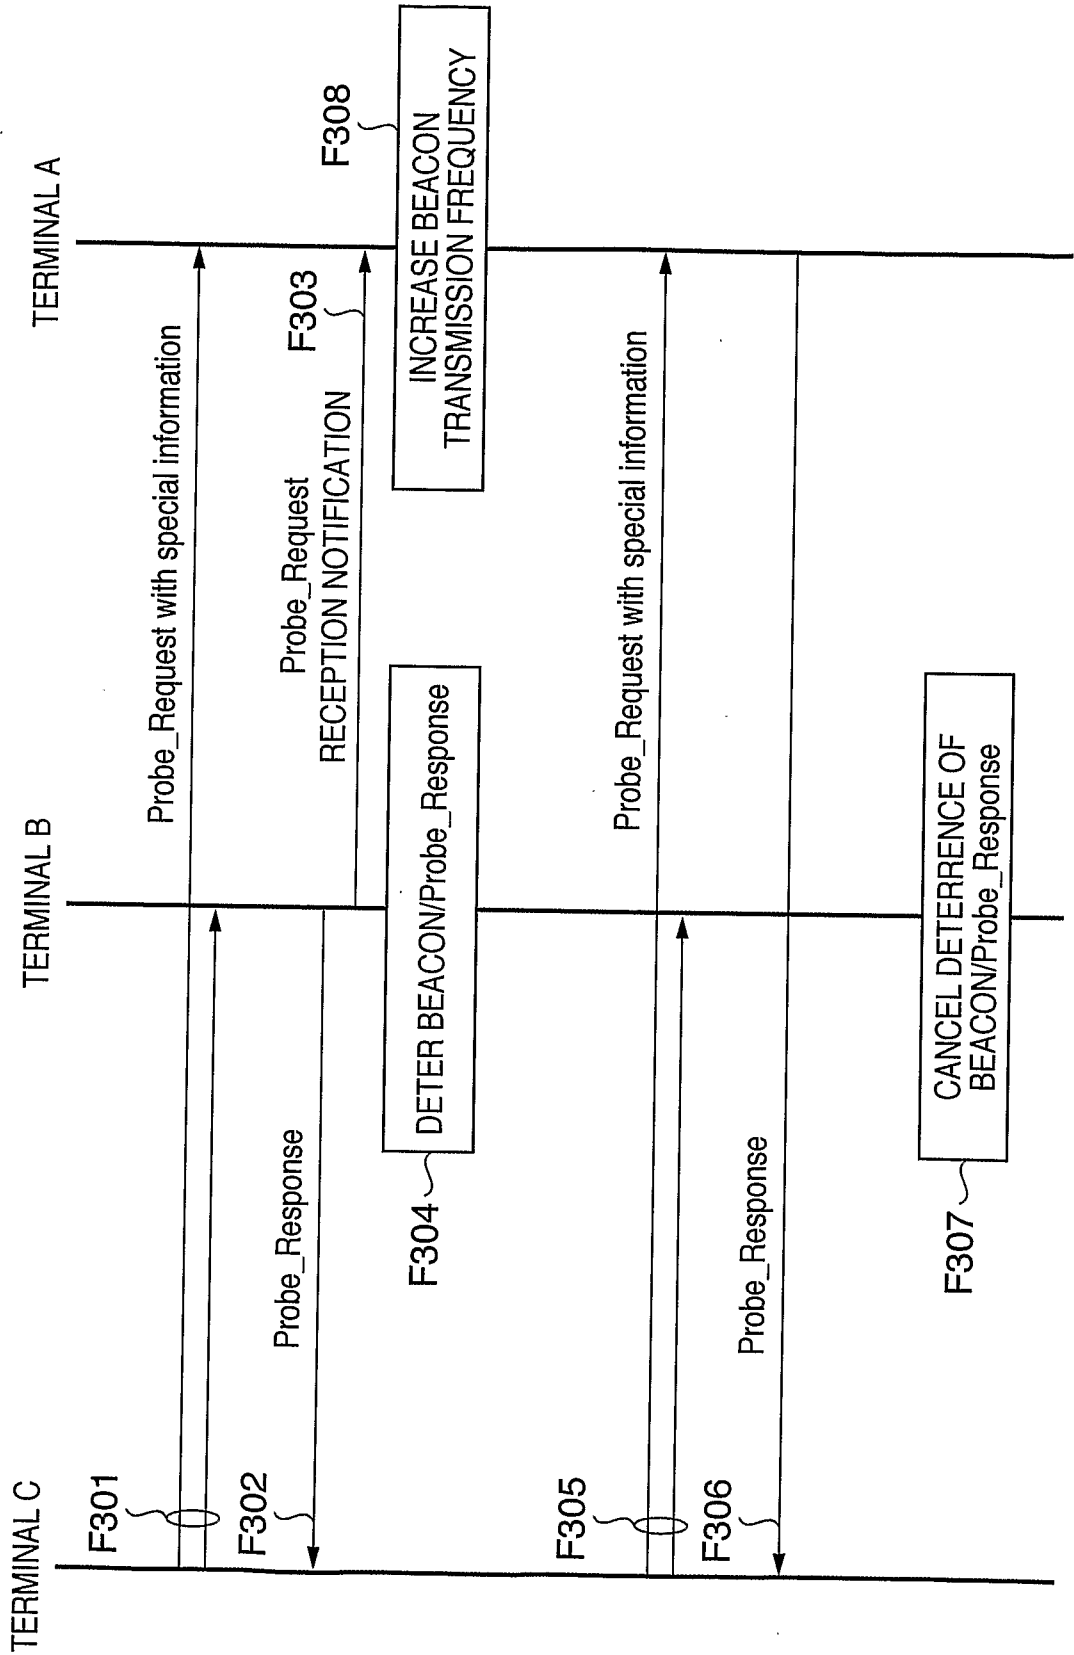 TERMINAL C
TERMINAL B
TERMINAL A
F301
Probe_Request with special information
F302
Probe_Response
Probe_Request
RECEPTION NOTIFICATION
F303
F304
DETER BEACON/Probe_Response
INCREASE BEACON
TRANSMISSION FREQUENCY
F308
F305
Probe_Request with special information
F306
Probe_Response
F307
CANCEL DETERRENCE OF
BEACON/Probe_Response